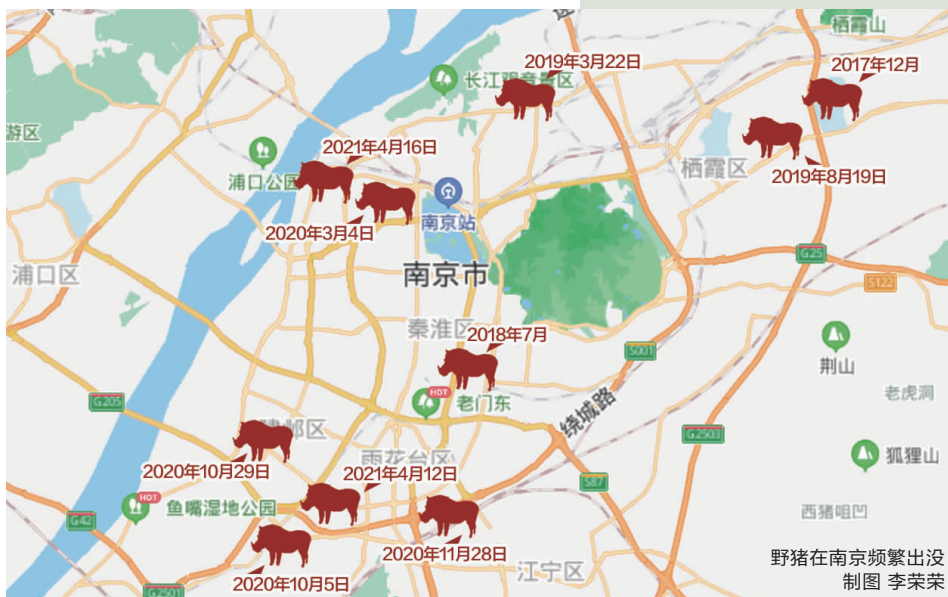 栖霞山
2019年3月22日
2017年12月
长江观音景区
游区
2021年4月16日
浦口公园
栖霞区
2019年8月19日
南京站
2020年3月4日
G25
浦口区
南京市
S122
秦淮区
2018年7月
S001
荆山
G205
HOT
老门东
老虎洞
绕城路
建邺区
G2503
雨花台区
狐狸山
2020年10月29日
2021年4月12日
S87
HOT
鱼嘴湿地公园
西猪咀凹
G42
2020年11月28日
野猪在南京频繁出没
江宁区
2020年10月5日
制图 李荣荣
G2501